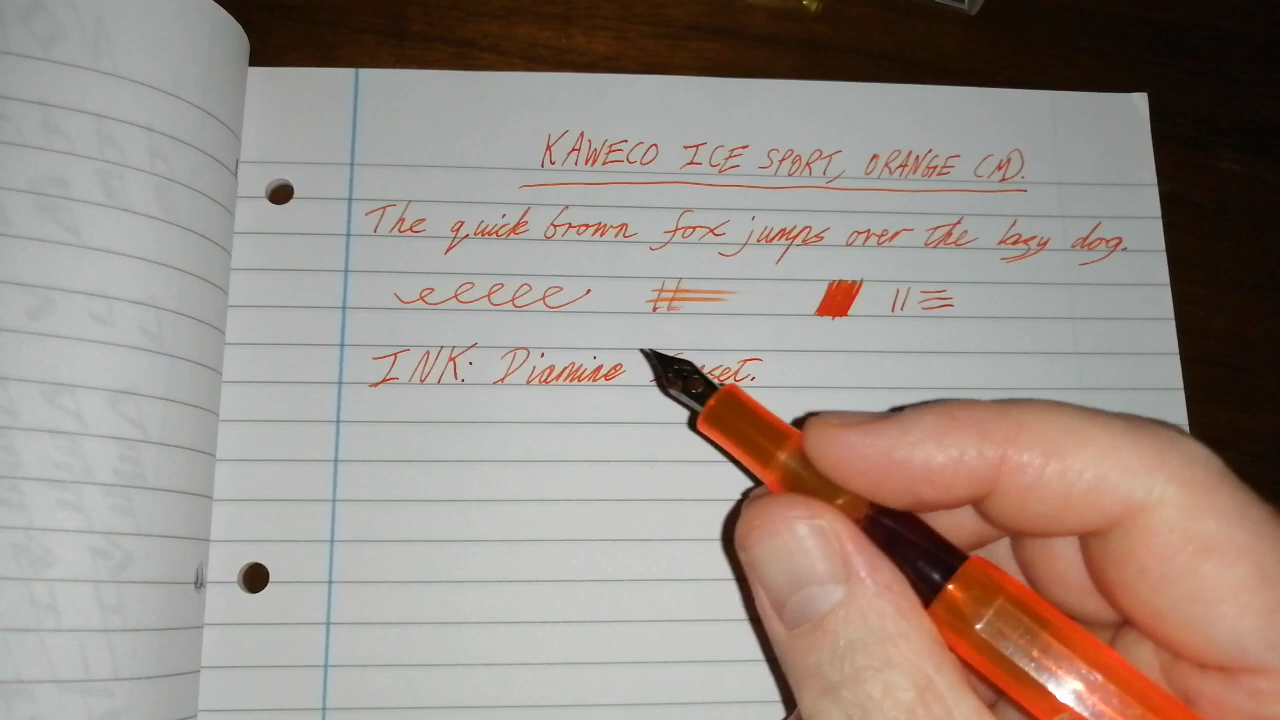 KAWECO ICE SPORT, ORANGE (M).
The quick brown fox jumps over the lazy dog.
INK: Diamine